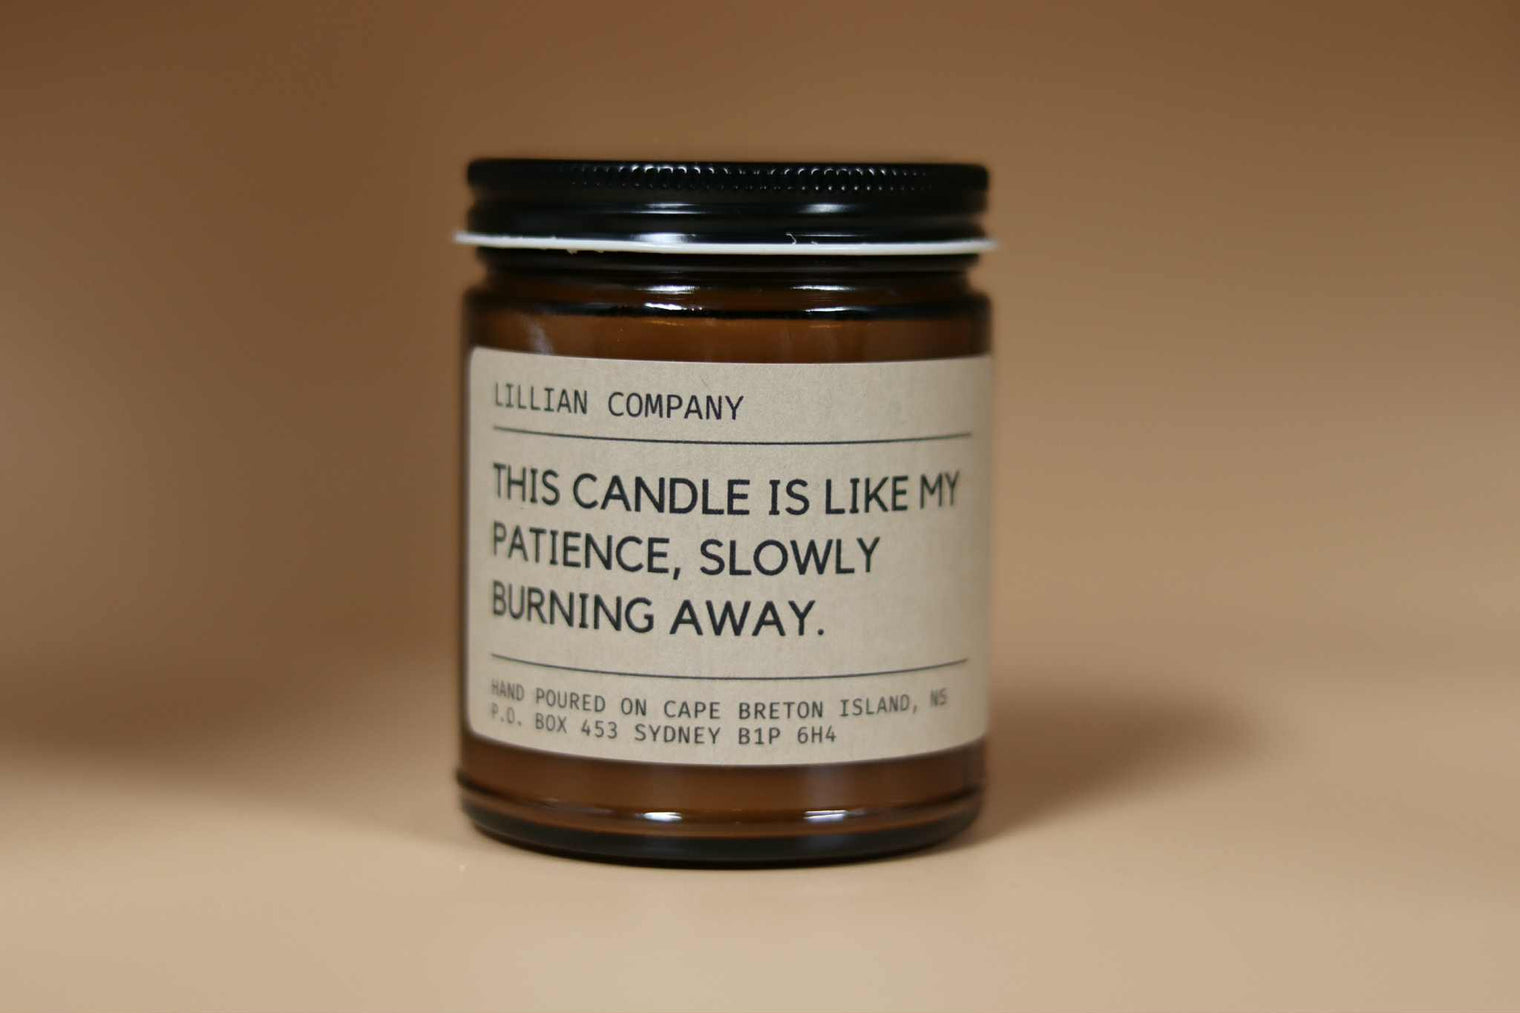 LILLIAN COMPANY
THIS CANDLE IS LIKE MY
PATIENCE, SLOWLY
BURNING AWAY.
HAND POURED ON CAPE BRETON ISLAND, NS
P.O. BOX 453 SYDNEY B1P 6H4